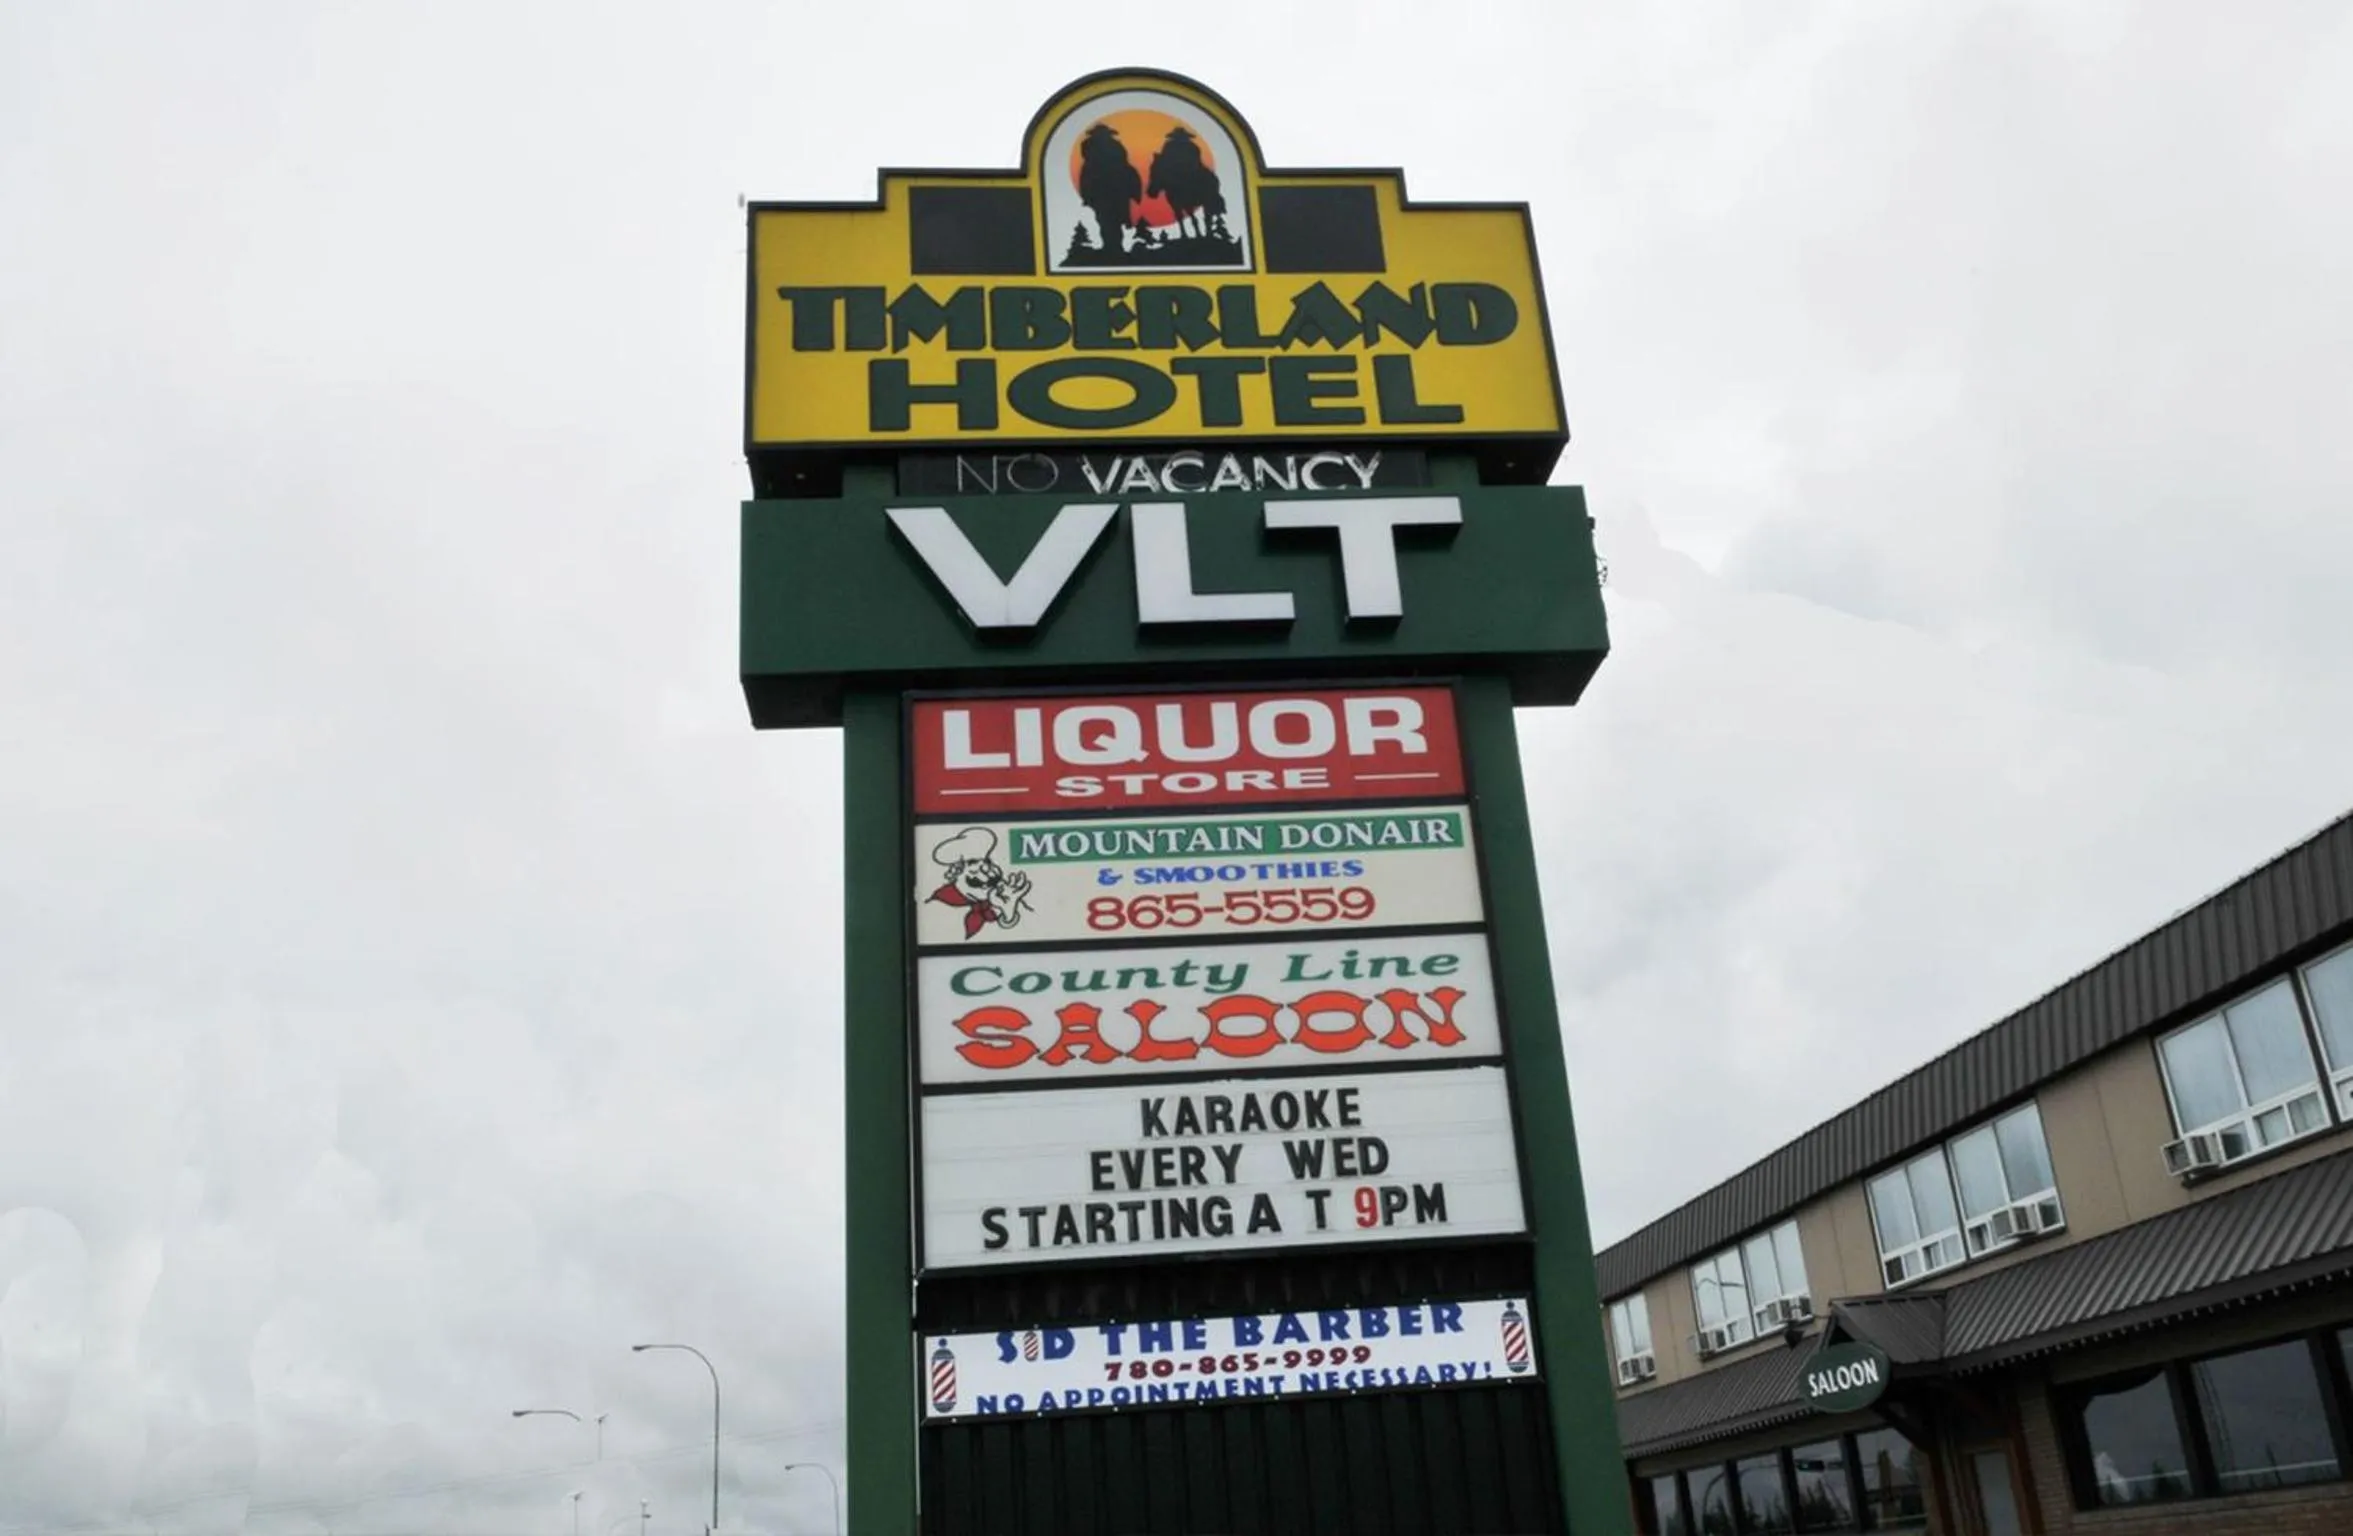 TIMBERLAND
HOTEL
NO VACANCY
VLT
LIQUOR
STORE
MOUNTAIN DONAIR
& SMOOTHIES
865-5559
County Line
SALOON
KARAOKE
EVERY WED
STARTING A T 9PM
SID THE BARBER
780-865-9999
NO APPOINTMENT NECESSARY!
SALOON